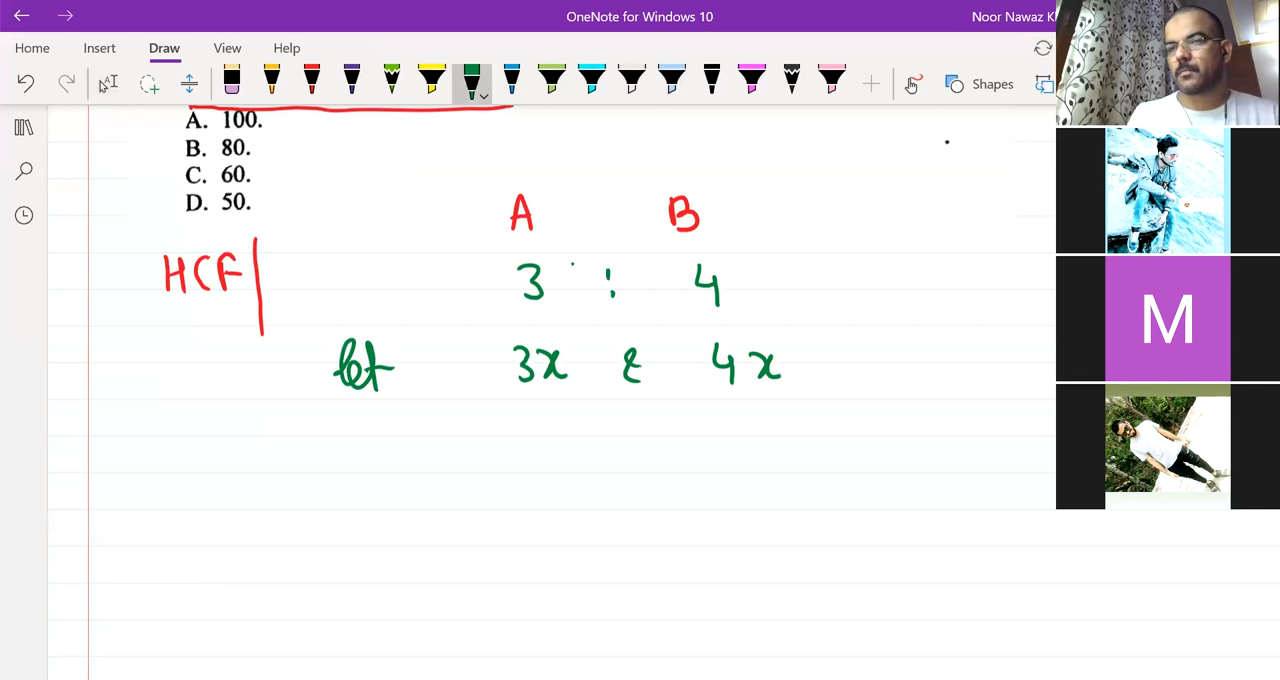 OneNote for Windows 10
Noor Nawaz K
Home Insert Draw View Help
Shapes
A. 100.
B. 80.
C. 60.
D. 50.
A B
HCF 3 : 4
let 3x & 4x
M